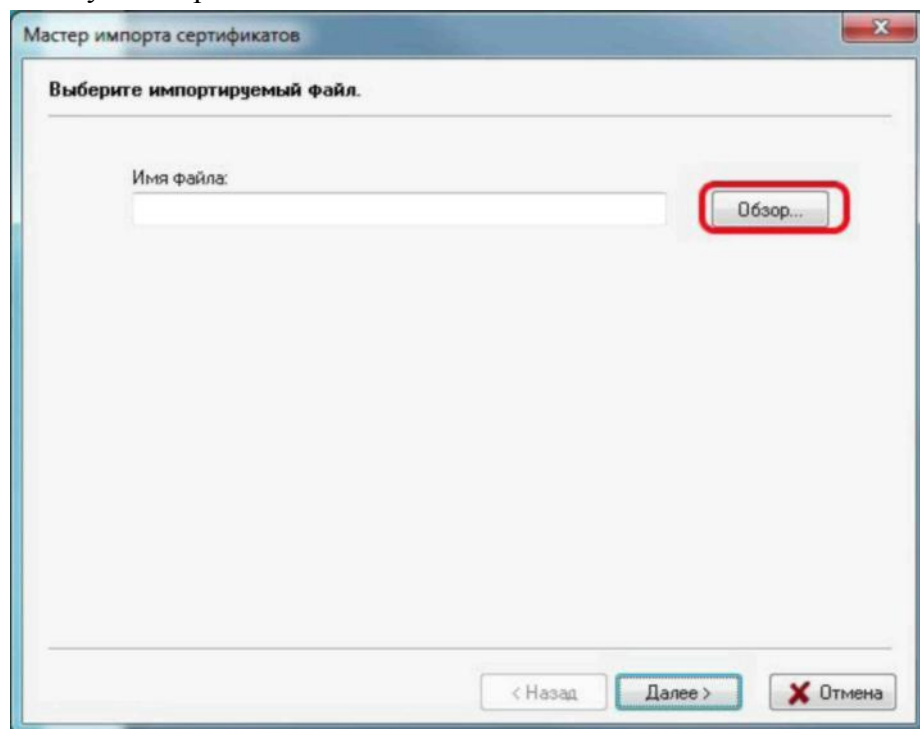 Мастер импорта сертификатов
Выберите импортируемый файл.
Имя файла:
Обзор...
< Назад
Далее >
Отмена